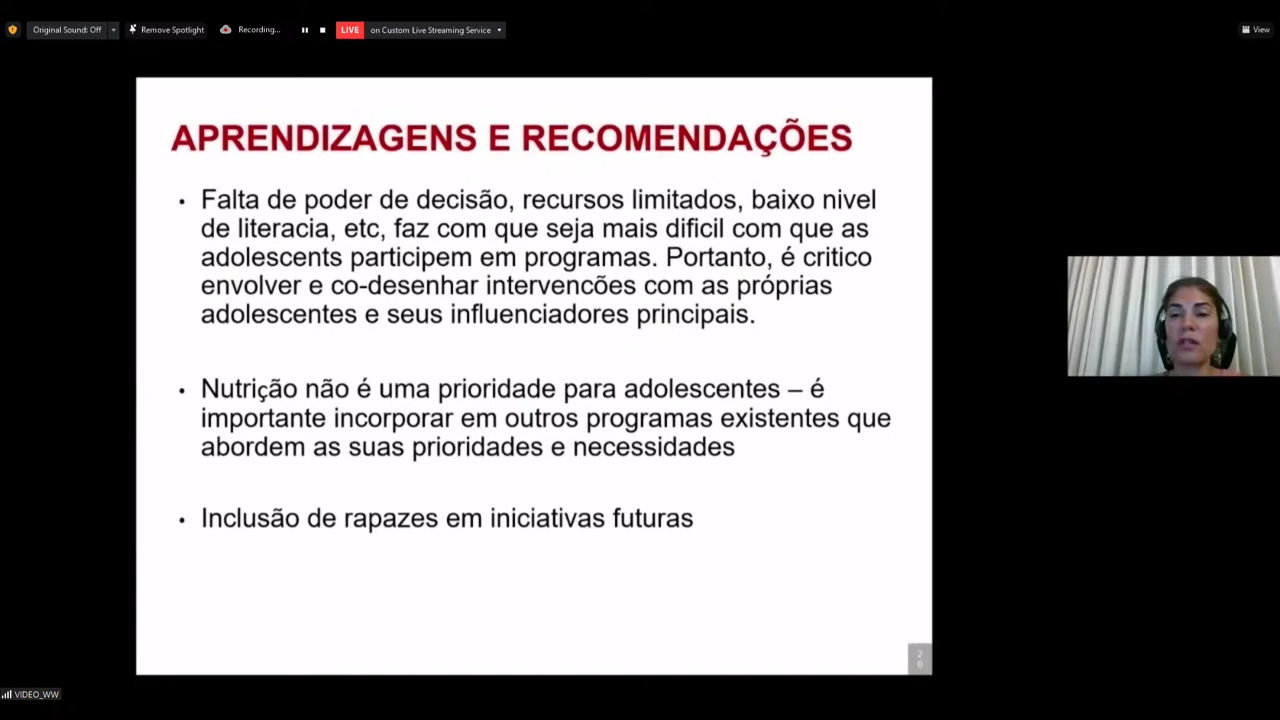 Original Sound: Off
Remove Spotlight
Recording...
LIVE
on Custom Live Streaming Service
View
APRENDIZAGENS E RECOMENDAÇÕES
• Falta de poder de decisão, recursos limitados, baixo nivel
de literacia, etc, faz com que seja mais dificil com que as
adolescents participem em programas. Portanto, é critico
envolver e co-desenhar intervencões com as próprias
adolescentes e seus influenciadores principais.
• Nutrição não é uma prioridade para adolescentes – é
importante incorporar em outros programas existentes que
abordem as suas prioridades e necessidades
• Inclusão de rapazes em iniciativas futuras
2
0
VIDEO_WW